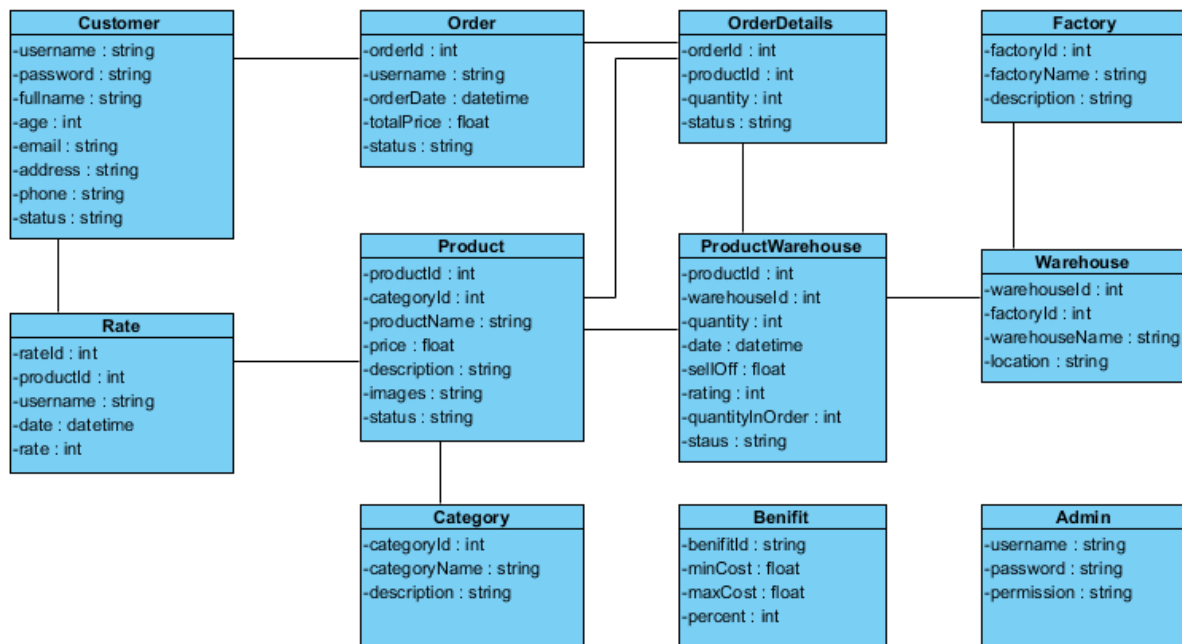 Customer
-username : string
-password : string
-fullname : string
-age : int
-email : string
-address : string
-phone : string
-status : string
Order
-orderId : int
-username : string
-orderDate : datetime
-totalPrice : float
-status : string
OrderDetails
-orderId : int
-productId : int
-quantity : int
-status : string
Factory
-factoryId : int
-factoryName : string
-description : string
Rate
-rateId : int
-productId : int
-username : string
-date : datetime
-rate : int
Product
-productId : int
-categoryId : int
-productName : string
-price : float
-description : string
-images : string
-status : string
ProductWarehouse
-productId : int
-warehouseId : int
-quantity : int
-date : datetime
-sellOff : float
-rating : int
-quantityInOrder : int
-staus : string
Warehouse
-warehouseId : int
-factoryId : int
-warehouseName : string
-location : string
Category
-categoryId : int
-categoryName : string
-description : string
Benifit
-benifitId : string
-minCost : float
-maxCost : float
-percent : int
Admin
-username : string
-password : string
-permission : string